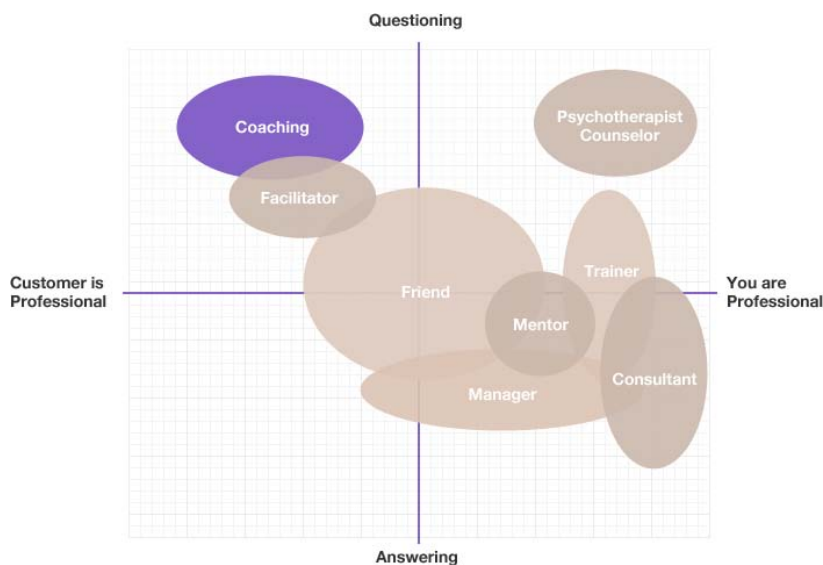 Questioning
Psychotherapist
Counselor
Coaching
Facilitator
Customer is
Professional
Friend
Trainer
You are
Professional
Mentor
Consultant
Manager
Answering